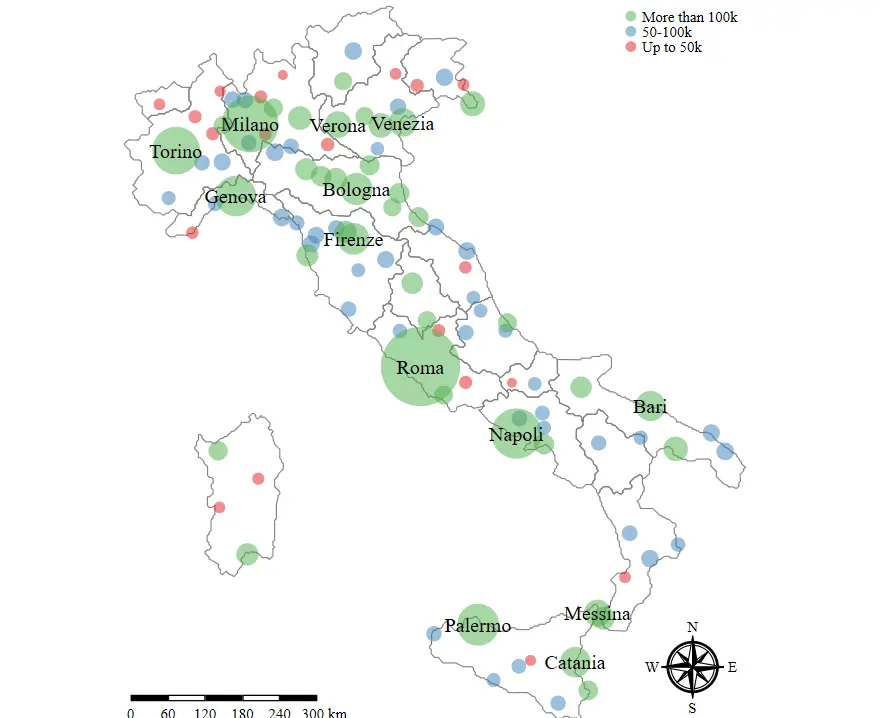 More than 100k
50-100k
Up to 50k
Milano
Verona
Venezia
Torino
Genova
Bologna
Firenze
Roma
Bari
Napoli
Messina
Palermo
Catania
N
W
E
S
0 60 120 180 240 300 km